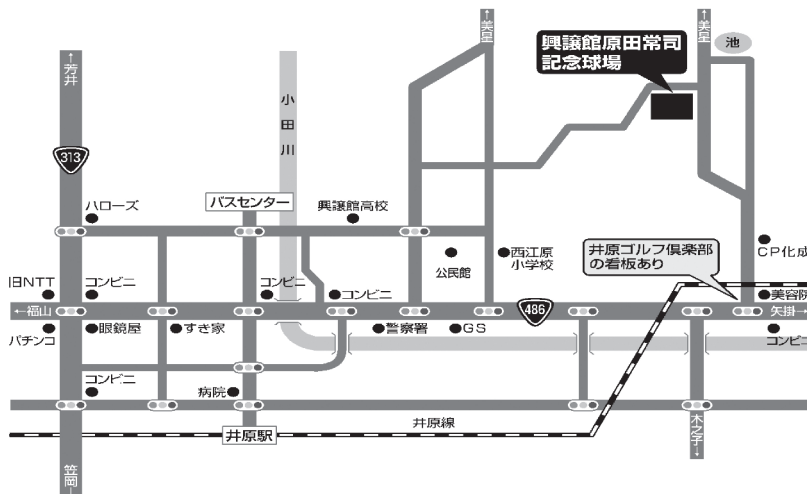 ↑美星
↑美星
池
興譲館原田常司
記念球場
↑芳井
小田川
313
ハローズ
バスセンター
興譲館高校
井原ゴルフ倶楽部
の看板あり
公民館
西江原
小学校
CP化成
旧NTT
コンビニ
コンビニ
コンビニ
美容院
←福山
486
矢掛→
パチンコ
眼鏡屋
すき家
警察署
GS
コンビニ
コンビニ
病院
井原駅
井原線
木之子↓
笠岡↓